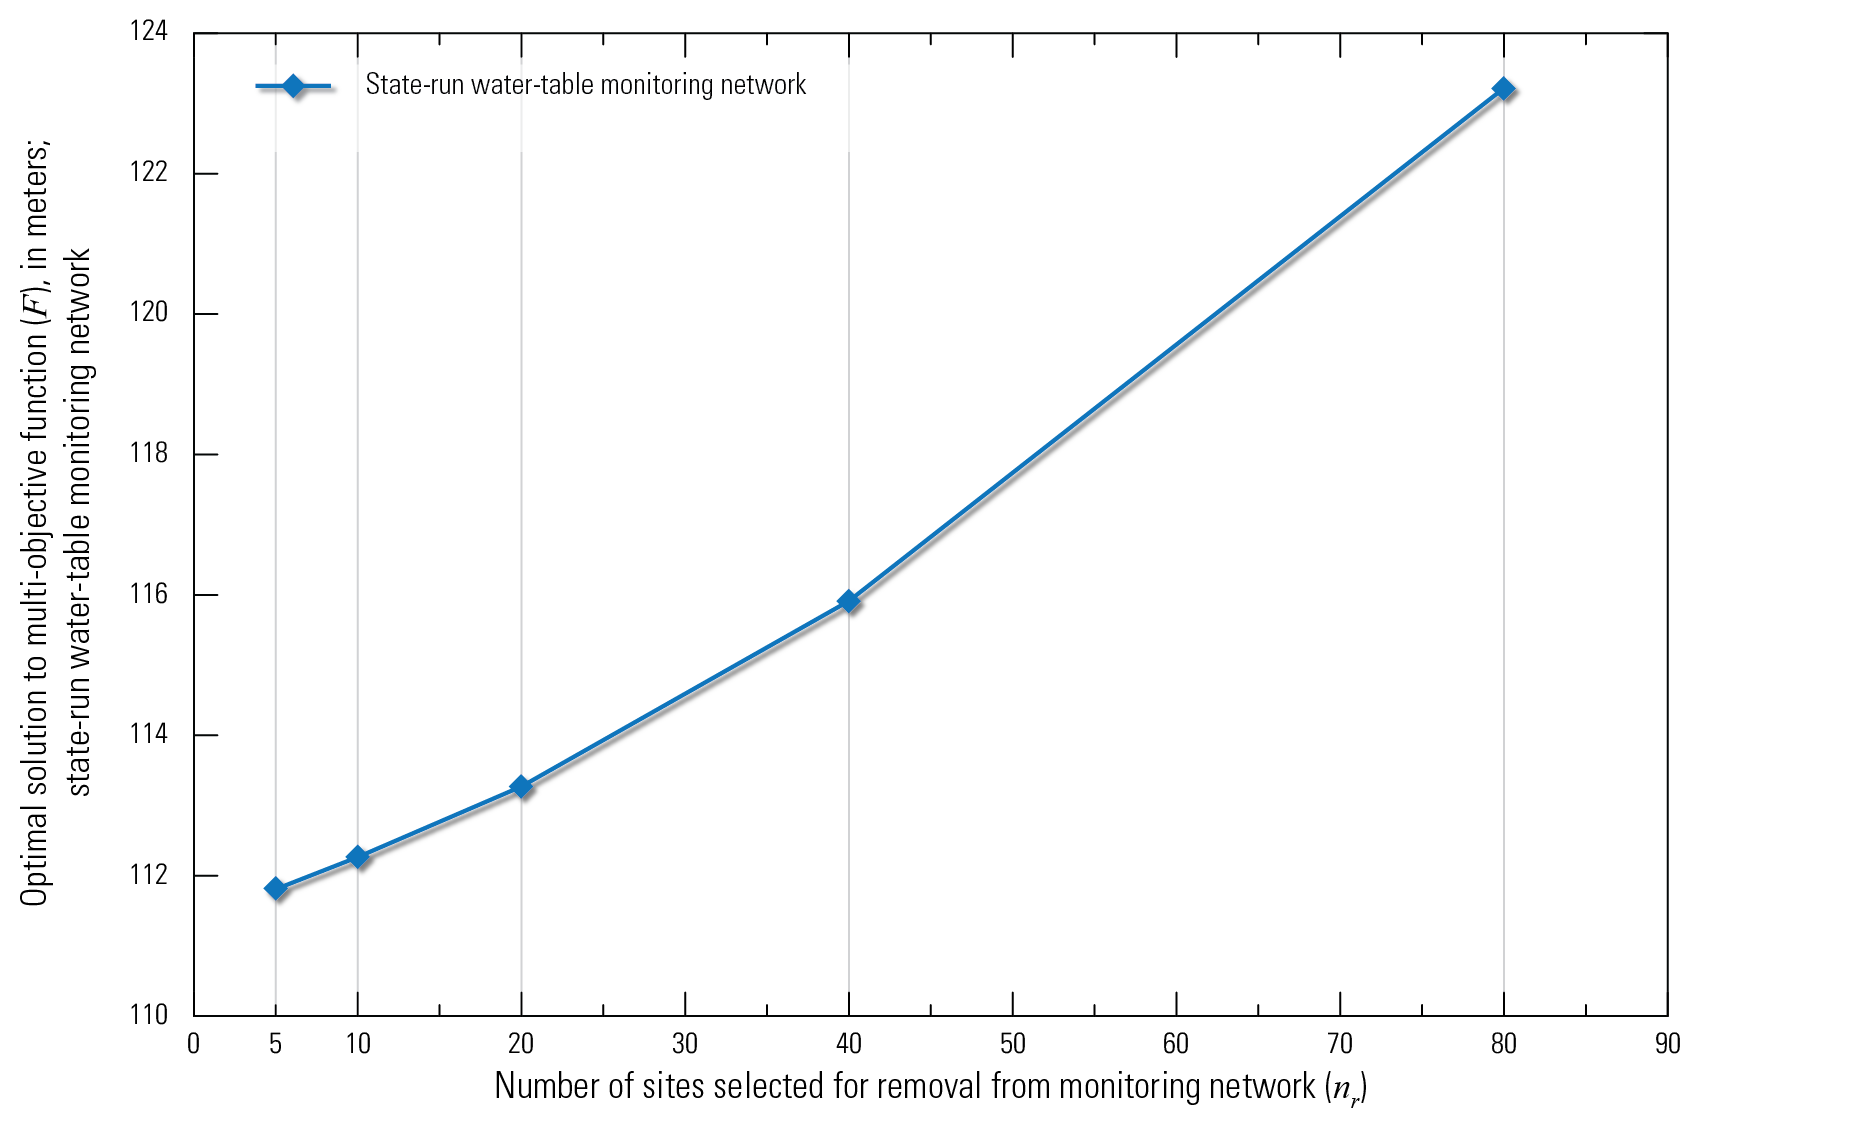 Optimal solution to multi-objective function (F), in meters;
state-run water-table monitoring network
124
122
120
118
116
114
112
110
State-run water-table monitoring network
0 5 10 20 30 40 50 60 70 80 90
Number of sites selected for removal from monitoring network (nr)